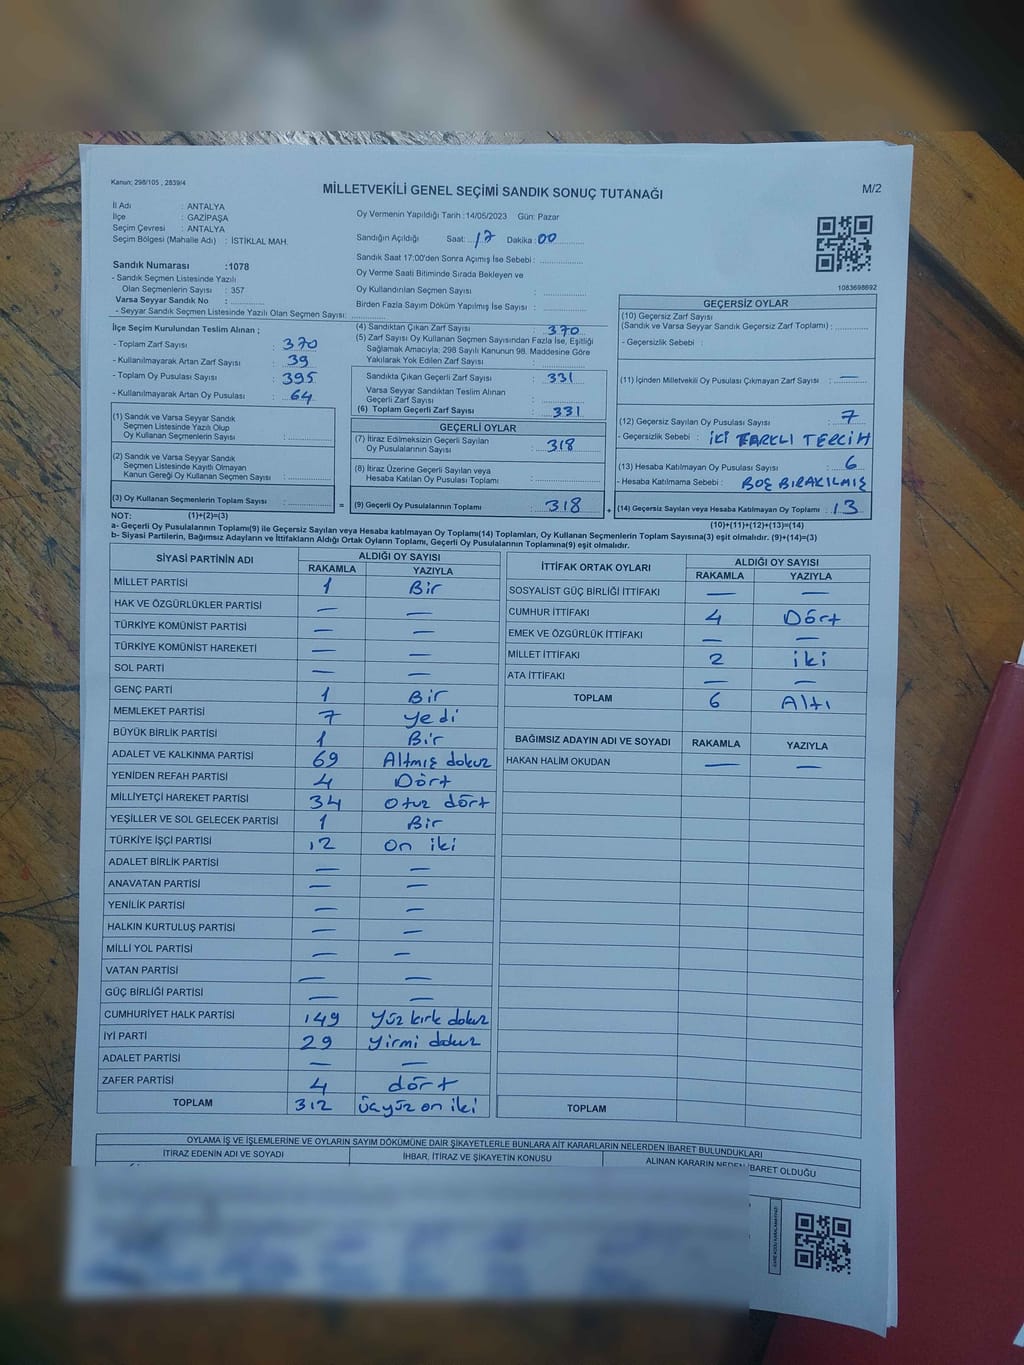 Kanun; 298/105 , 2839/4
MİLLETVEKİLİ GENEL SEÇİMİ SANDIK SONUÇ TUTANAĞI
M/2
İl Adı : ANTALYA
İlçe : GAZİPAŞA
Seçim Çevresi : ANTALYA
Seçim Bölgesi (Mahalle Adı) : İSTİKLAL MAH.
Oy Vermenin Yapıldığı Tarih :14/05/2023 Gün: Pazar
Sandığın Açıldığı Saat: 17 Dakika : 00
Sandık Saat 17:00'den Sonra Açımış İse Sebebi :
Oy Verme Saati Bitiminde Sırada Bekleyen ve
Oy Kullandırılan Seçmen Sayısı :
Birden Fazla Sayım Döküm Yapılmış İse Sayısı :
Sandık Numarası :1078
- Sandık Seçmen Listesinde Yazılı
Olan Seçmenlerin Sayısı : 357
Varsa Seyyar Sandık No :
- Seyyar Sandık Seçmen Listesinde Yazılı Olan Seçmen Sayısı:
1083698692
İlçe Seçim Kurulundan Teslim Alınan ;
- Toplam Zarf Sayısı : 370
- Kullanılmayarak Artan Zarf Sayısı : 39
- Toplam Oy Pusulası Sayısı : 395
- Kullanılmayarak Artan Oy Pusulası : 64
(1) Sandık ve Varsa Seyyar Sandık
Seçmen Listesinde Yazılı Olup
Oy Kullanan Seçmenlerin Sayısı :
(2) Sandık ve Varsa Seyyar Sandık
Seçmen Listesinde Kayıtlı Olmayan
Kanun Gereği Oy Kullanan Seçmen Sayısı :
(3) Oy Kullanan Seçmenlerin Toplam Sayısı :
(4) Sandıktan Çıkan Zarf Sayısı : 370
(5) Zarf Sayısı Oy Kullanan Seçmen Sayısından Fazla İse, Eşitliği
Sağlamak Amacıyla; 298 Sayılı Kanunun 98. Maddesine Göre
Yakılarak Yok Edilen Zarf Sayısı :
Sandıkta Çıkan Geçerli Zarf Sayısı : 331
Varsa Seyyar Sandıktan Teslim Alınan
Geçerli Zarf Sayısı :
(6) Toplam Geçerli Zarf Sayısı : 331
GEÇERLİ OYLAR
(7) İtiraz Edilmeksizin Geçerli Sayılan
Oy Pusulalarının Sayısı : 318
(8) İtiraz Üzerine Geçerli Sayılan veya
Hesaba Katılan Oy Pusulası Toplamı :
= (9) Geçerli Oy Pusulalarının Toplamı : 318
GEÇERSİZ OYLAR
(10) Geçersiz Zarf Sayısı
(Sandık ve Varsa Seyyar Sandık Geçersiz Zarf Toplamı) :
- Geçersizlik Sebebi :
(11) İçinden Milletvekili Oy Pusulası Çıkmayan Zarf Sayısı : —
(12) Geçersiz Sayılan Oy Pusulası Sayısı : 7
- Geçersizlik Sebebi : İKİ FARKLI TERCİH
(13) Hesaba Katılmayan Oy Pusulası Sayısı : 6
- Hesaba Katılmama Sebebi : BOŞ BIRAKILMIŞ
+ (14) Geçersiz Sayılan veya Hesaba Katılmayan Oy Toplamı : 13
NOT: (1)+(2)=(3)
(10)+(11)+(12)+(13)=(14)
a- Geçerli Oy Pusulalarının Toplamı(9) ile Geçersiz Sayılan veya Hesaba katılmayan Oy Toplamı(14) Toplamları, Oy Kullanan Seçmenlerin Toplam Sayısına(3) eşit olmalıdır. (9)+(14)=(3)
b- Siyasi Partilerin, Bağımsız Adayların ve İttifakların Aldığı Ortak Oyların Toplamı, Geçerli Oy Pusulalarının Toplamına(9) eşit olmalıdır.
SİYASİ PARTİNİN ADI ALDIĞI OY SAYISI
RAKAMLA YAZIYLA
MİLLET PARTİSİ 1 Bir
HAK VE ÖZGÜRLÜKLER PARTİSİ — —
TÜRKİYE KOMÜNİST PARTİSİ — —
TÜRKİYE KOMÜNİST HAREKETİ — —
SOL PARTİ — —
GENÇ PARTİ 1 Bir
MEMLEKET PARTİSİ 7 yedi
BÜYÜK BİRLİK PARTİSİ 1 Bir
ADALET VE KALKINMA PARTİSİ 69 Altmış dokuz
YENİDEN REFAH PARTİSİ 4 Dört
MİLLİYETÇİ HAREKET PARTİSİ 34 otuz dört
YEŞİLLER VE SOL GELECEK PARTİSİ 1 Bir
TÜRKİYE İŞÇİ PARTİSİ 12 on iki
ADALET BİRLİK PARTİSİ — —
ANAVATAN PARTİSİ — —
YENİLİK PARTİSİ — —
HALKIN KURTULUŞ PARTİSİ — —
MİLLİ YOL PARTİSİ — —
VATAN PARTİSİ — —
GÜÇ BİRLİĞİ PARTİSİ — —
CUMHURİYET HALK PARTİSİ 149 yüz kırk dokuz
İYİ PARTİ 29 yirmi dokuz
ADALET PARTİSİ — —
ZAFER PARTİSİ 4 dört
TOPLAM 312 üçyüz on iki
İTTİFAK ORTAK OYLARI ALDIĞI OY SAYISI
RAKAMLA YAZIYLA
SOSYALİST GÜÇ BİRLİĞİ İTTİFAKI — —
CUMHUR İTTİFAKI 4 Dört
EMEK VE ÖZGÜRLÜK İTTİFAKI — —
MİLLET İTTİFAKI 2 iki
ATA İTTİFAKI — —
TOPLAM 6 Altı
BAĞIMSIZ ADAYIN ADI VE SOYADI RAKAMLA YAZIYLA
HAKAN HALİM OKUDAN — —
TOPLAM
OYLAMA İŞ VE İŞLEMLERİNE VE OYLARIN SAYIM DÖKÜMÜNE DAİR ŞİKAYETLERLE BUNLARA AİT KARARLARIN NELERDEN İBARET BULUNDUKLARI
İTİRAZ EDENİN ADI VE SOYADI İHBAR, İTİRAZ VE ŞİKAYETİN KONUSU ALINAN KARARIN NEDEN İBARET OLDUĞU